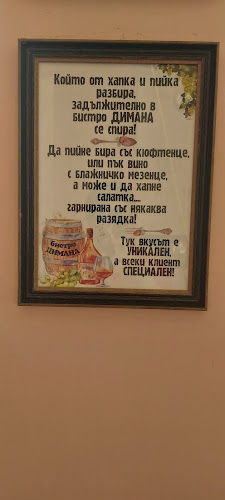 Който от хапка и пийка
разбира,
задължително в
бистро ДИМАНА
се спира!
Да пийне бира със кюфтенце,
или пък вино
с блажничко мезенце,
а може и да хапне
салатка...
гарнирана със някаква
разядка!
бистро
ДИМАНА
Тук вкусът е
УНИКАЛЕН,
а всеки клиент
СПЕЦИАЛЕН!